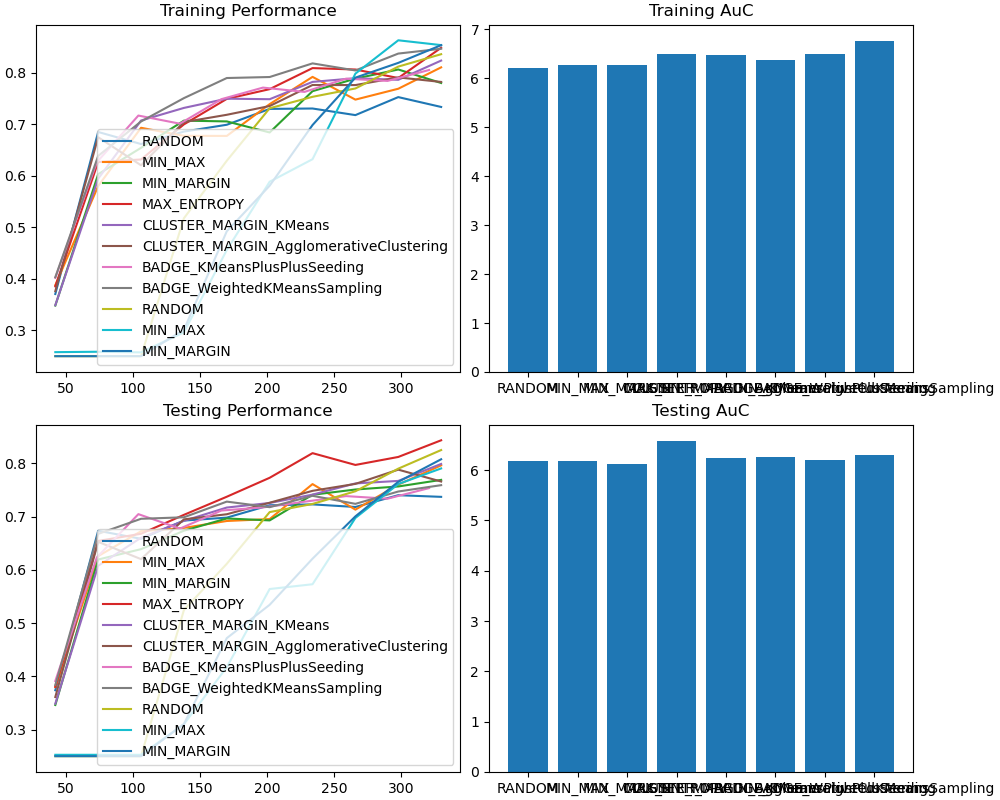 Training Performance
0.8
0.7
0.6
0.5
0.4
0.3
RANDOM
MIN_MAX
MIN_MARGIN
MAX_ENTROPY
CLUSTER_MARGIN_KMeans
CLUSTER_MARGIN_AgglomerativeClustering
BADGE_KMeansPlusPlusSeeding
BADGE_WeightedKMeansSampling
RANDOM
MIN_MAX
MIN_MARGIN
50 100 150 200 250 300
Training AuC
7
6
5
4
3
2
1
0
RANDOM
Testing Performance
0.8
0.7
0.6
0.5
0.4
0.3
RANDOM
MIN_MAX
MIN_MARGIN
MAX_ENTROPY
CLUSTER_MARGIN_KMeans
CLUSTER_MARGIN_AgglomerativeClustering
BADGE_KMeansPlusPlusSeeding
BADGE_WeightedKMeansSampling
RANDOM
MIN_MAX
MIN_MARGIN
50 100 150 200 250 300
Testing AuC
6
5
4
3
2
1
0
RANDOM